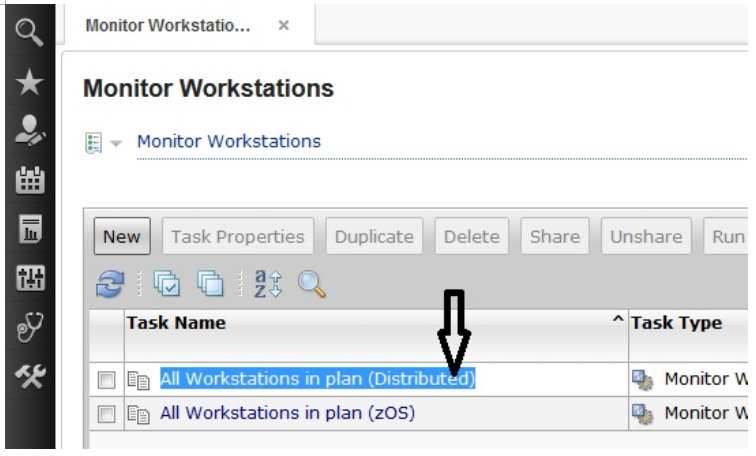 Monitor Workstatio... ×
Monitor Workstations
Monitor Workstations
New Task Properties Duplicate Delete Share Unshare Run
Task Name ^ Task Type
All Workstations in plan (Distributed) Monitor W
All Workstations in plan (zOS) Monitor W